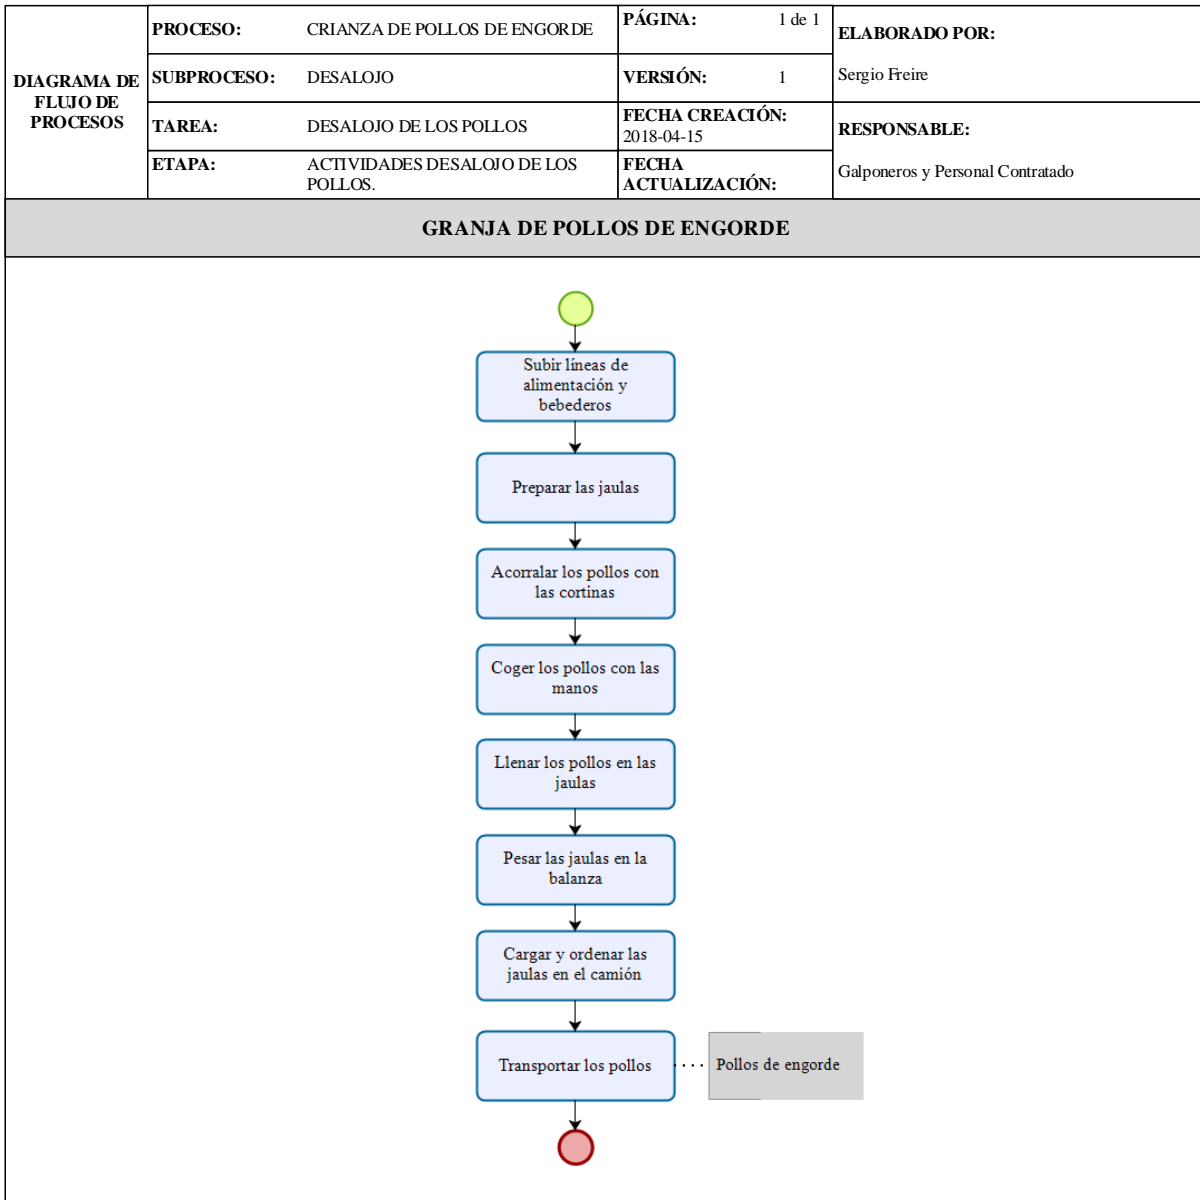 DIAGRAMA DE
FLUJO DE
PROCESOS
PROCESO: CRIANZA DE POLLOS DE ENGORDE
SUBPROCESO: DESALOJO
TAREA: DESALOJO DE LOS POLLOS
ETAPA: ACTIVIDADES DESALOJO DE LOS
POLLOS.
PÁGINA: 1 de 1
VERSIÓN: 1
FECHA CREACIÓN:
2018-04-15
FECHA
ACTUALIZACIÓN:
ELABORADO POR:
Sergio Freire
RESPONSABLE:
Galponeros y Personal Contratado
GRANJA DE POLLOS DE ENGORDE
Subir líneas de
alimentación y
bebederos
Preparar las jaulas
Acorralar los pollos con
las cortinas
Coger los pollos con las
manos
Llenar los pollos en las
jaulas
Pesar las jaulas en la
balanza
Cargar y ordenar las
jaulas en el camión
Transportar los pollos
Pollos de engorde